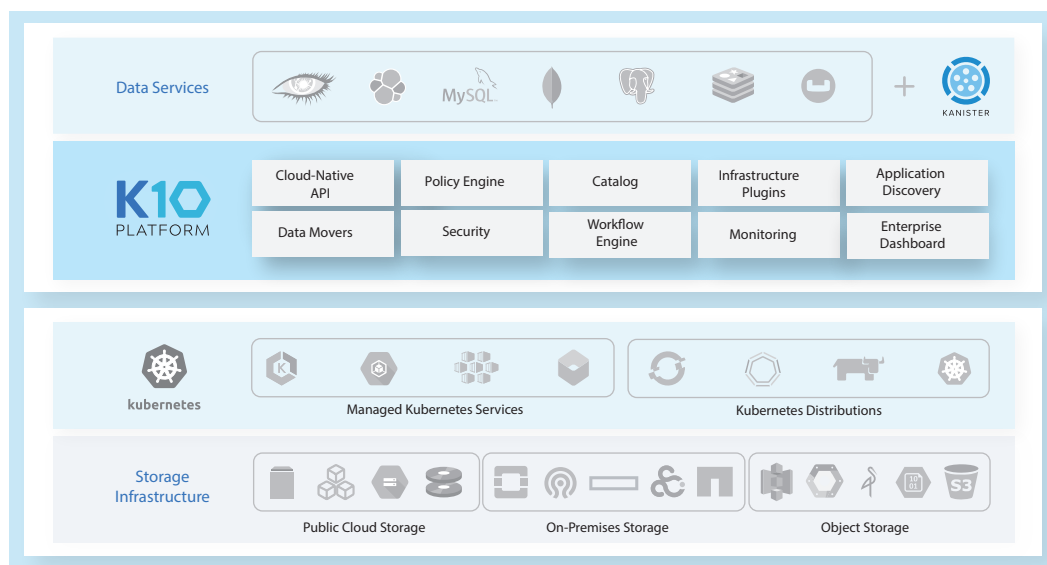 Data Services
MySQL
KANISTER
K10
PLATFORM
Cloud-Native
API
Policy Engine
Catalog
Infrastructure
Plugins
Application
Discovery
Data Movers
Security
Workflow
Engine
Monitoring
Enterprise
Dashboard
kubernetes
K
Managed Kubernetes Services
Kubernetes Distributions
Storage
Infrastructure
10
01
S3
Public Cloud Storage
On-Premises Storage
Object Storage